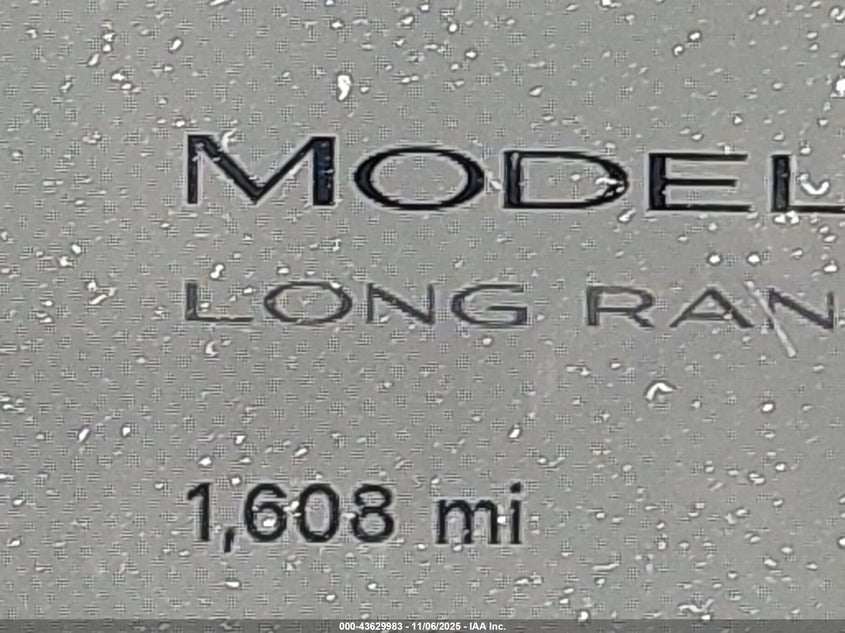 MODEL
LONG RAN
1,608 mi
000-43629983 - 11/06/2025 - IAA Inc.